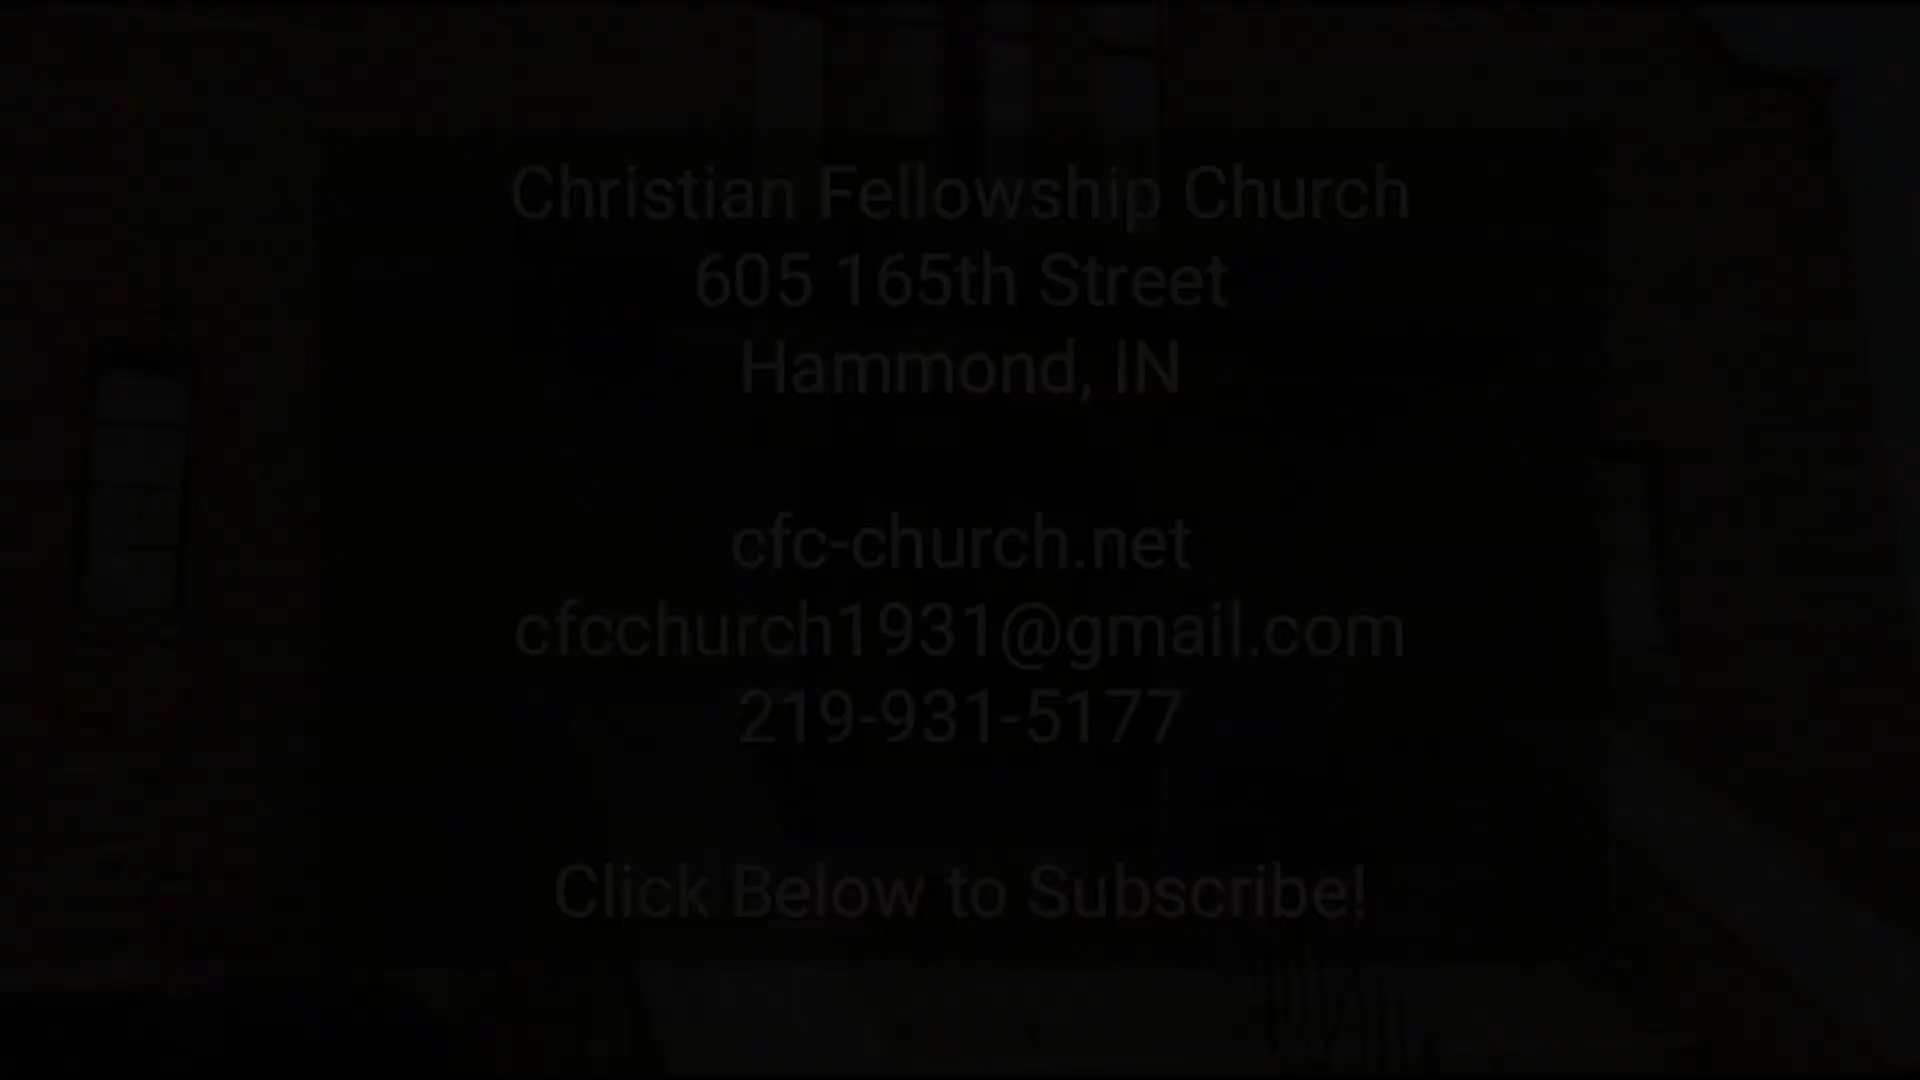 Christian Fellowship Church
605 165th Street
Hammond, IN
cfc-church.net
cfcchurch1931@gmail.com
219-931-5177
Click Below to Subscribe!